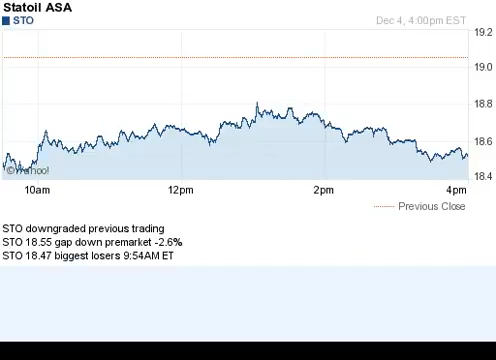 Statoil ASA
STO
Dec 4, 4:00pm EST
19.2
19.0
18.8
18.6
18.4
© Yahoo!
10am
12pm
2pm
4pm
Previous Close
STO downgraded previous trading
STO 18.55 gap down premarket -2.6%
STO 18.47 biggest losers 9:54AM ET